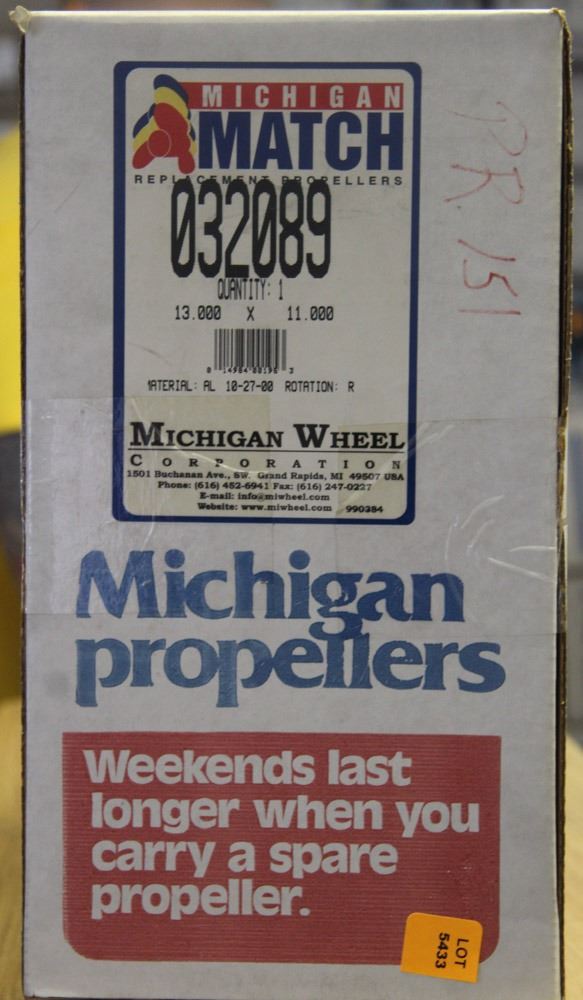 MICHIGAN
MATCH
REPLACEMENT PROPELLERS
032089
QUANTITY: 1
13.000 X 11.000
MATERIAL: AL 10-27-00 ROTATION: R
MICHIGAN WHEEL
CORPORATION
1501 Buchanan Ave., SW. Grand Rapids, MI 49507 USA
Phone: (616) 452-6941 Fax: (616) 247-0227
E-mail: info@miwheel.com
Website: www.miwheel.com 990384
PR. 151
Michigan
propellers
Weekends last
longer when you
carry a spare
propeller.
LOT
5433